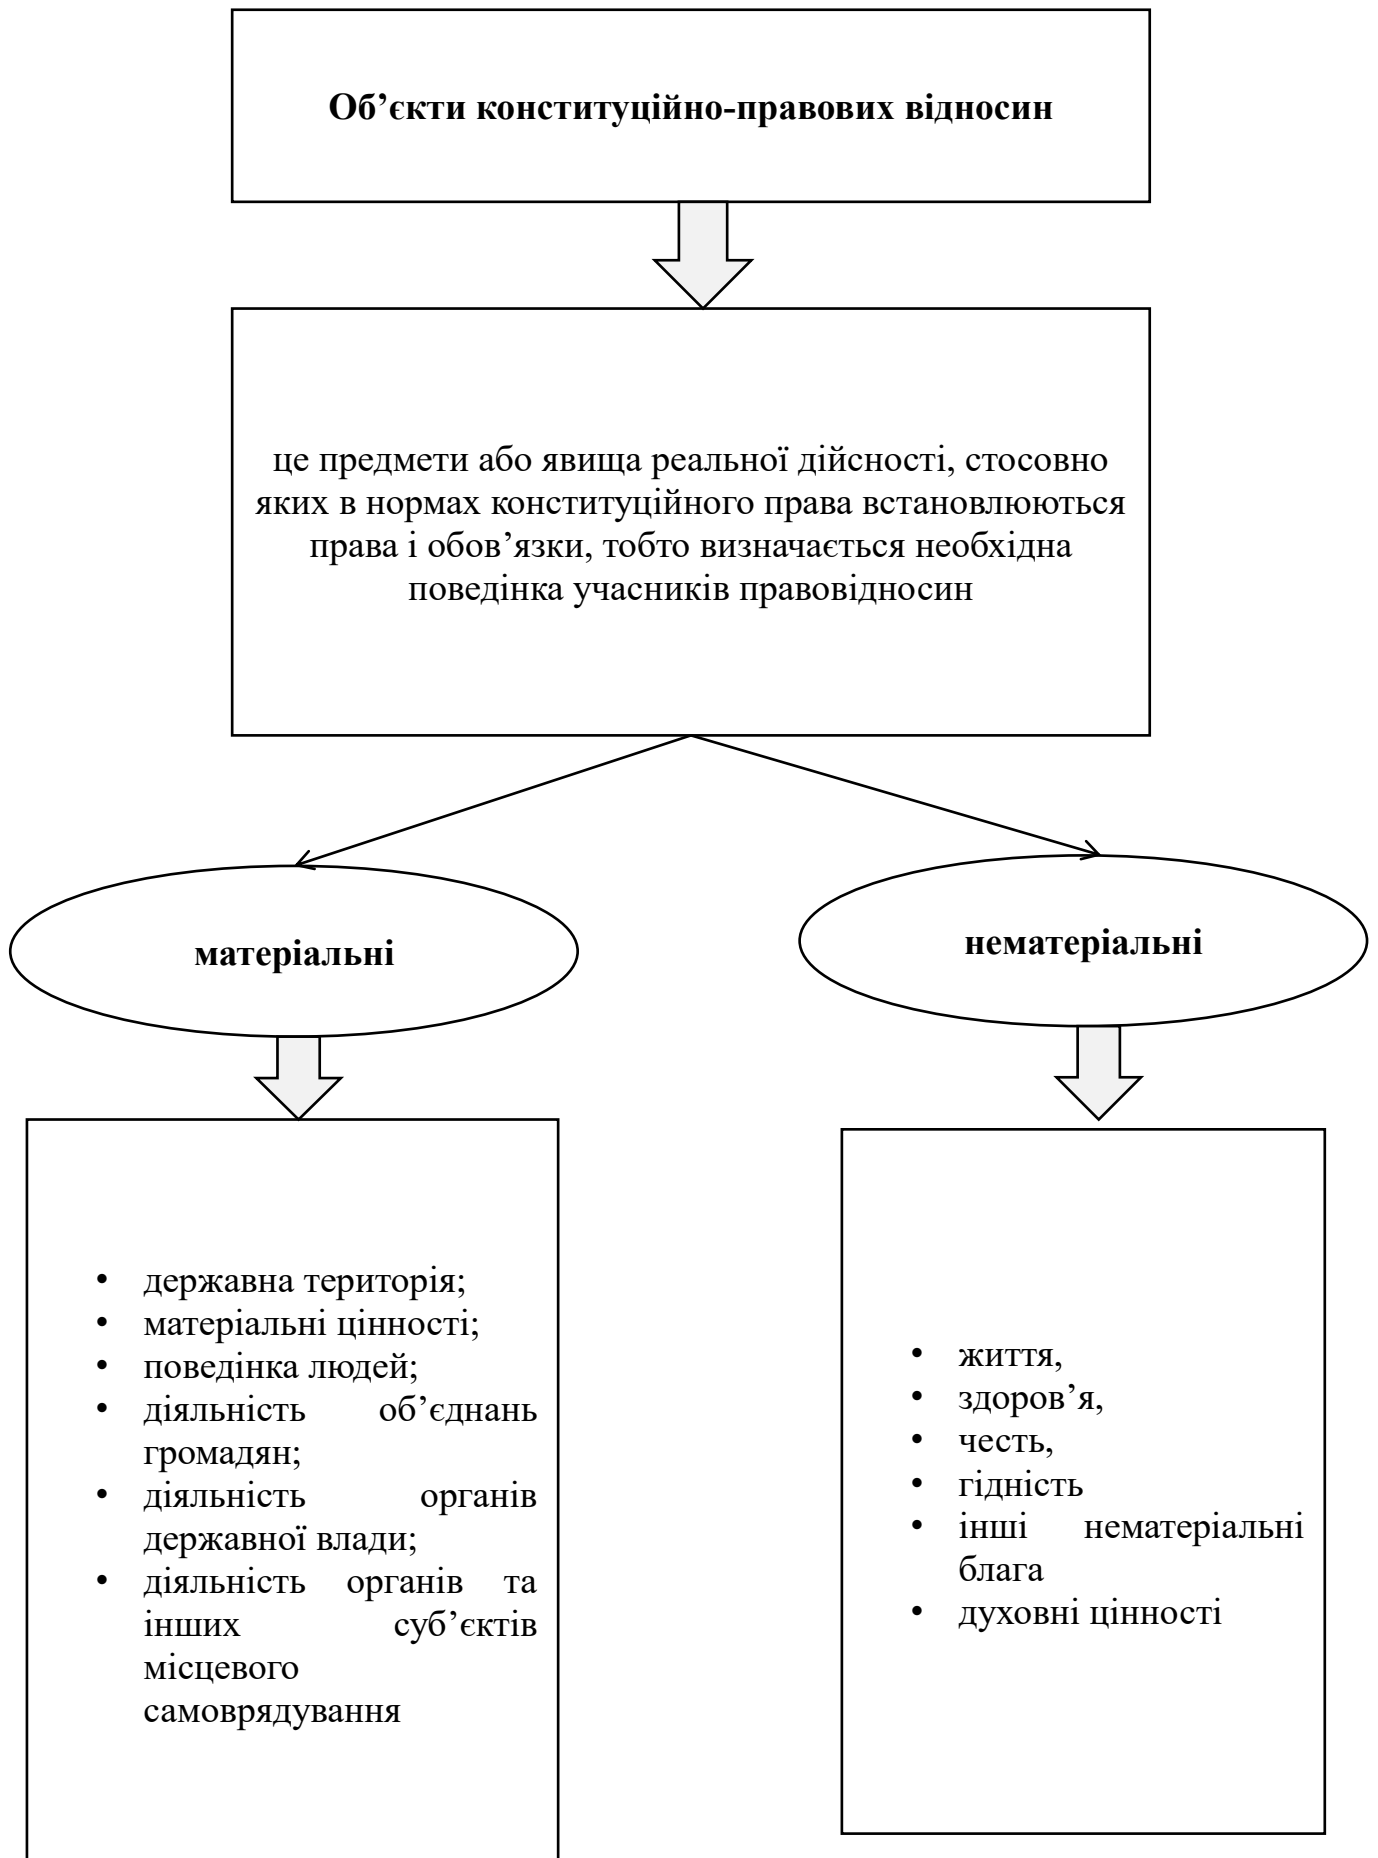 Об’єкти конституційно-правових відносин
це предмети або явища реальної дійсності, стосовно
яких в нормах конституційного права встановлюються
права і обов’язки, тобто визначається необхідна
поведінка учасників правовідносин
матеріальні
нематеріальні
• державна територія;
• матеріальні цінності;
• поведінка людей;
• діяльність об’єднань
громадян;
• діяльність органів
державної влади;
• діяльність органів та
інших суб’єктів
місцевого
самоврядування
• життя,
• здоров’я,
• честь,
• гідність
• інші нематеріальні
блага
• духовні цінності